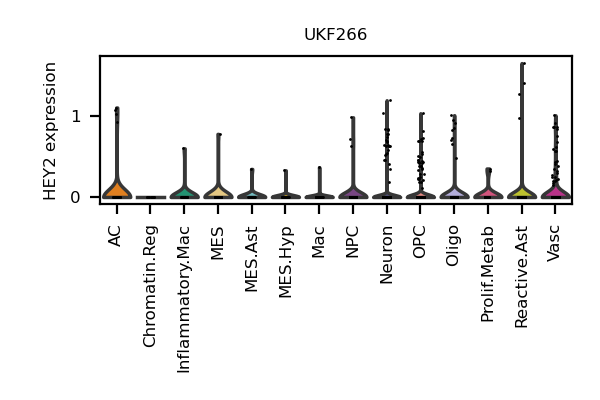 UKF266
HEY2 expression
1
0
AC
Chromatin.Reg
Inflammatory.Mac
MES
MES.Ast
MES.Hyp
Mac
NPC
Neuron
OPC
Oligo
Prolif.Metab
Reactive.Ast
Vasc